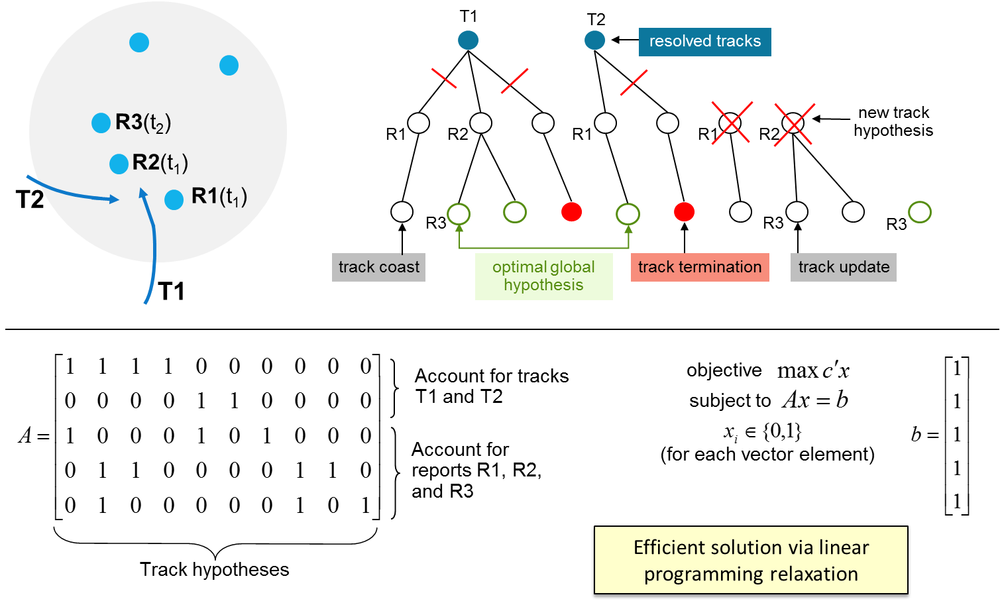 R3(t2)
R2(t1)
R1(t1)
T2
T1
T1
T2
resolved tracks
R1
R2
R1
R1
R2
new track
hypothesis
R3
R3
R3
track coast
optimal global
hypothesis
track termination
track update
A =
1 1 1 1 0 0 0 0 0 0
0 0 0 0 1 1 0 0 0 0
1 0 0 0 1 0 1 0 0 0
0 1 1 0 0 0 0 1 1 0
0 1 0 0 0 0 0 1 0 1
Account for tracks
T1 and T2
Account for
reports R1, R2,
and R3
Track hypotheses
objective max c′x
subject to Ax = b
xi ∈ {0,1}
(for each vector element)
b =
1
1
1
1
1
Efficient solution via linear
programming relaxation